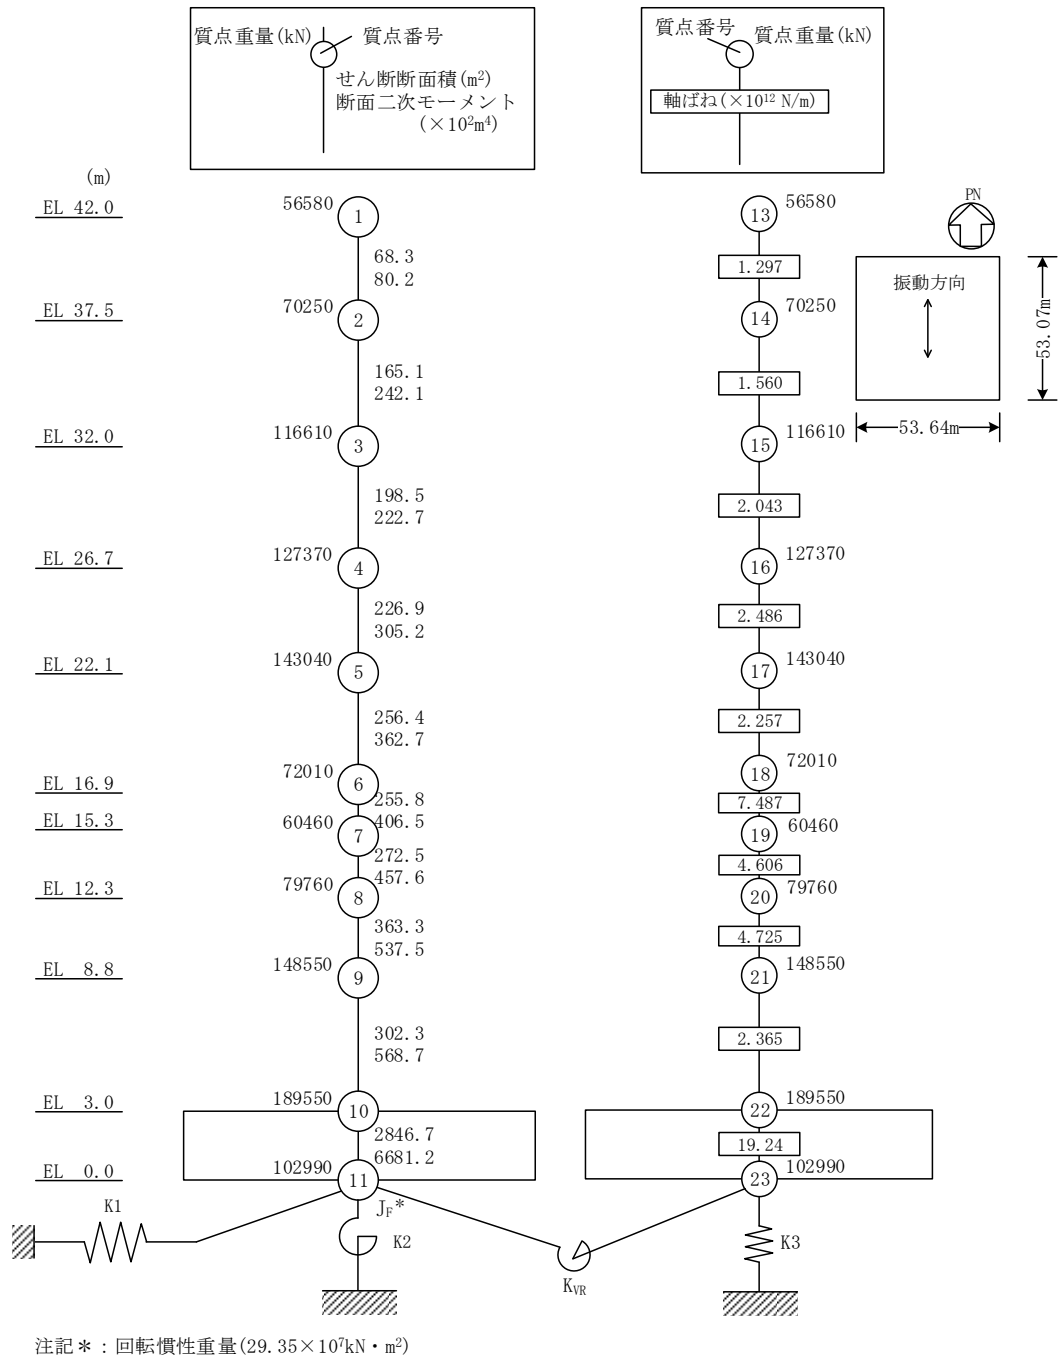 質点重量(kN)
質点番号
せん断断面積(m²)
断面二次モーメント
(×10²m⁴)
質点番号
質点重量(kN)
軸ばね(×10¹² N/m)
(m)
EL 42.0
EL 37.5
EL 32.0
EL 26.7
EL 22.1
EL 16.9
EL 15.3
EL 12.3
EL 8.8
EL 3.0
EL 0.0
56580
1
68.3
80.2
70250
2
165.1
242.1
116610
3
198.5
222.7
127370
4
226.9
305.2
143040
5
256.4
362.7
72010
6
255.8
406.5
60460
7
272.5
457.6
79760
8
363.3
537.5
148550
9
302.3
568.7
189550
10
2846.7
6681.2
102990
11
J_F*
K1
K2
K_VR
13
56580
1.297
14
70250
1.560
15
116610
2.043
16
127370
2.486
17
143040
2.257
18
72010
7.487
19
60460
4.606
20
79760
4.725
21
148550
2.365
22
189550
19.24
23
102990
K3
PN
振動方向
53.07m
53.64m
注記＊：回転慣性重量(29.35×10⁷kN・m²)